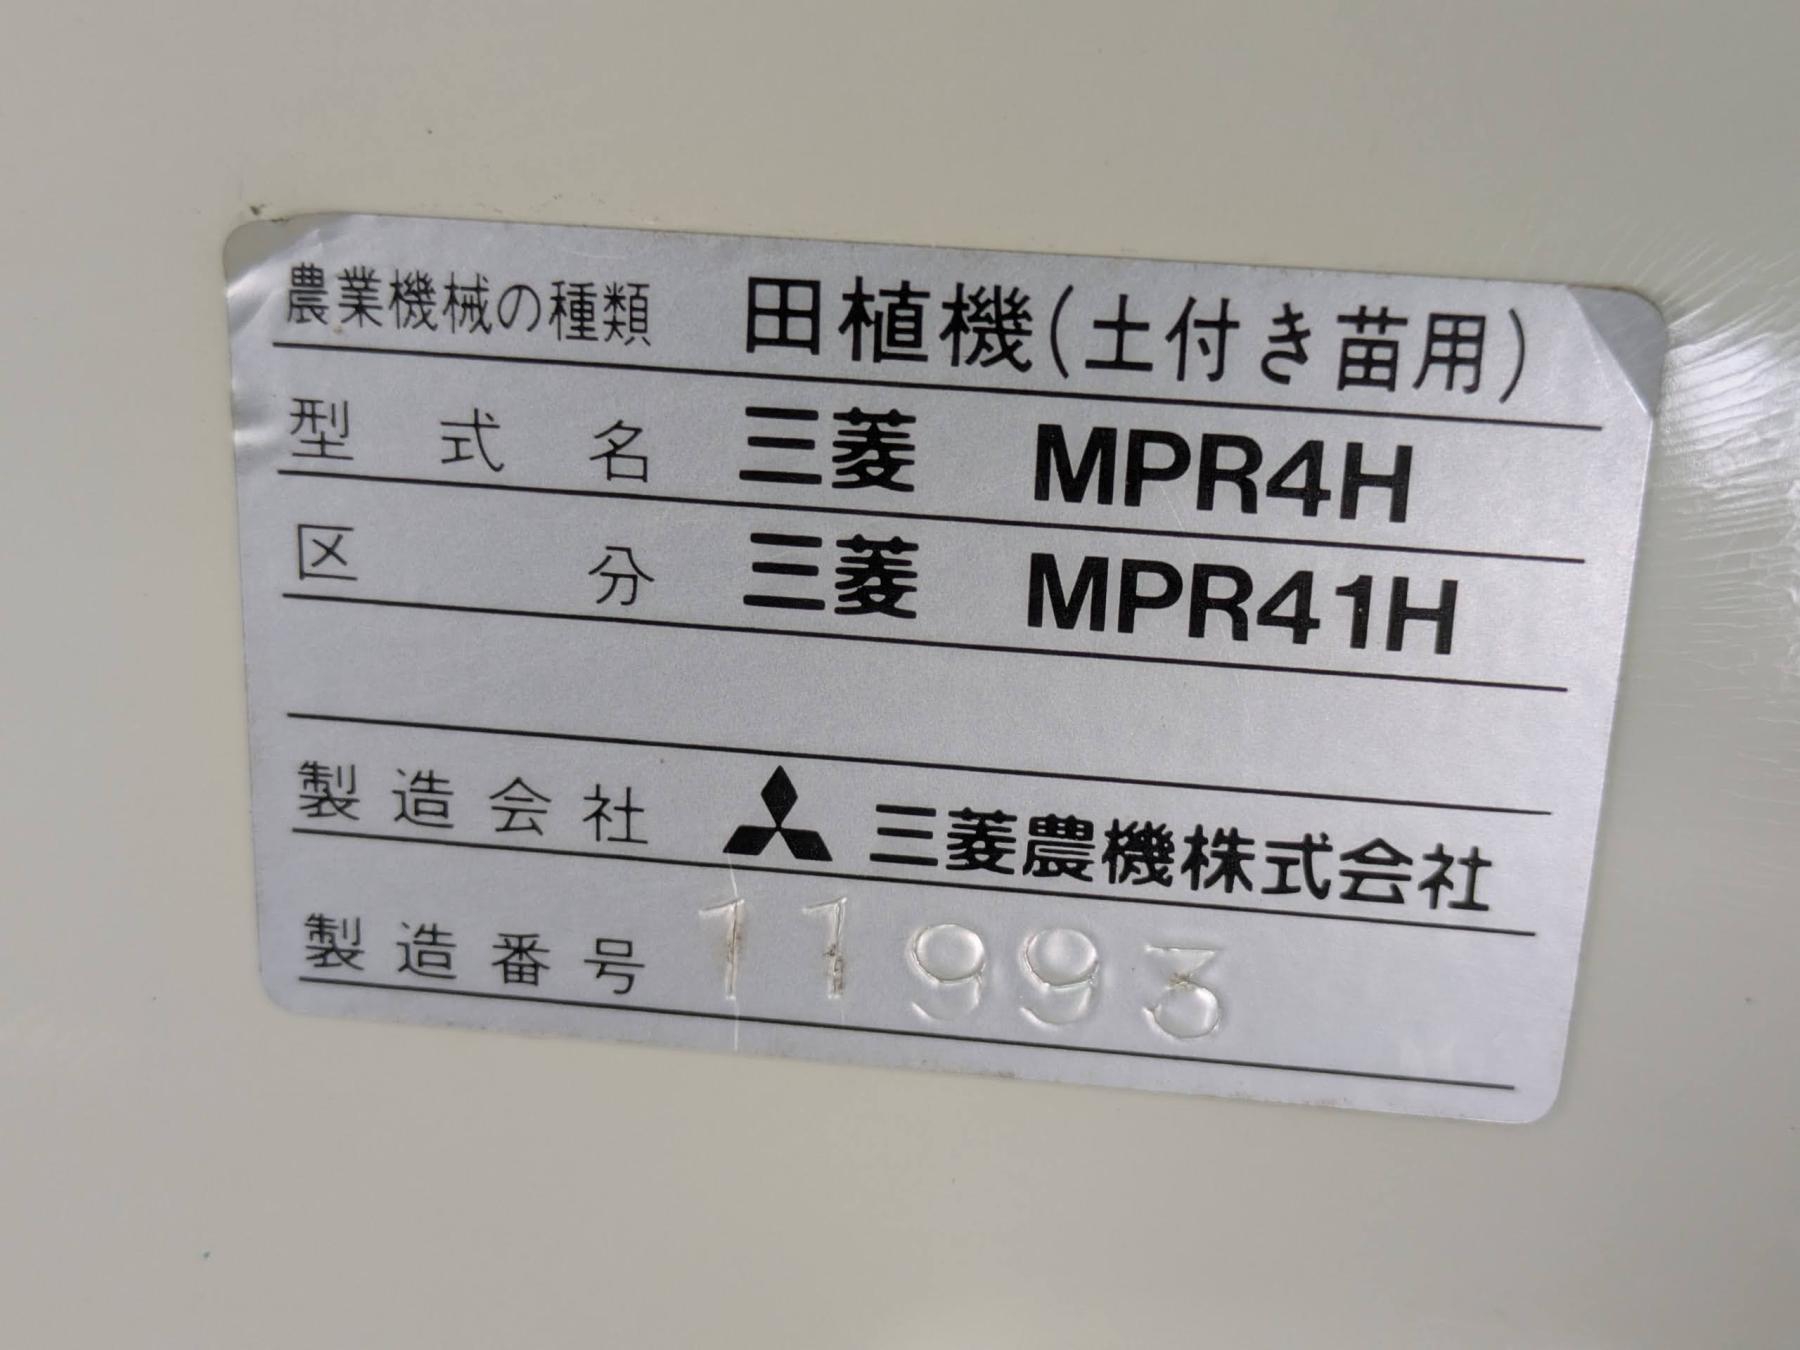 農業機械の種類 田植機(土付き苗用)
型式名 三菱 MPR4H
区分 三菱 MPR41H
製造会社 三菱農機株式会社
製造番号 11993